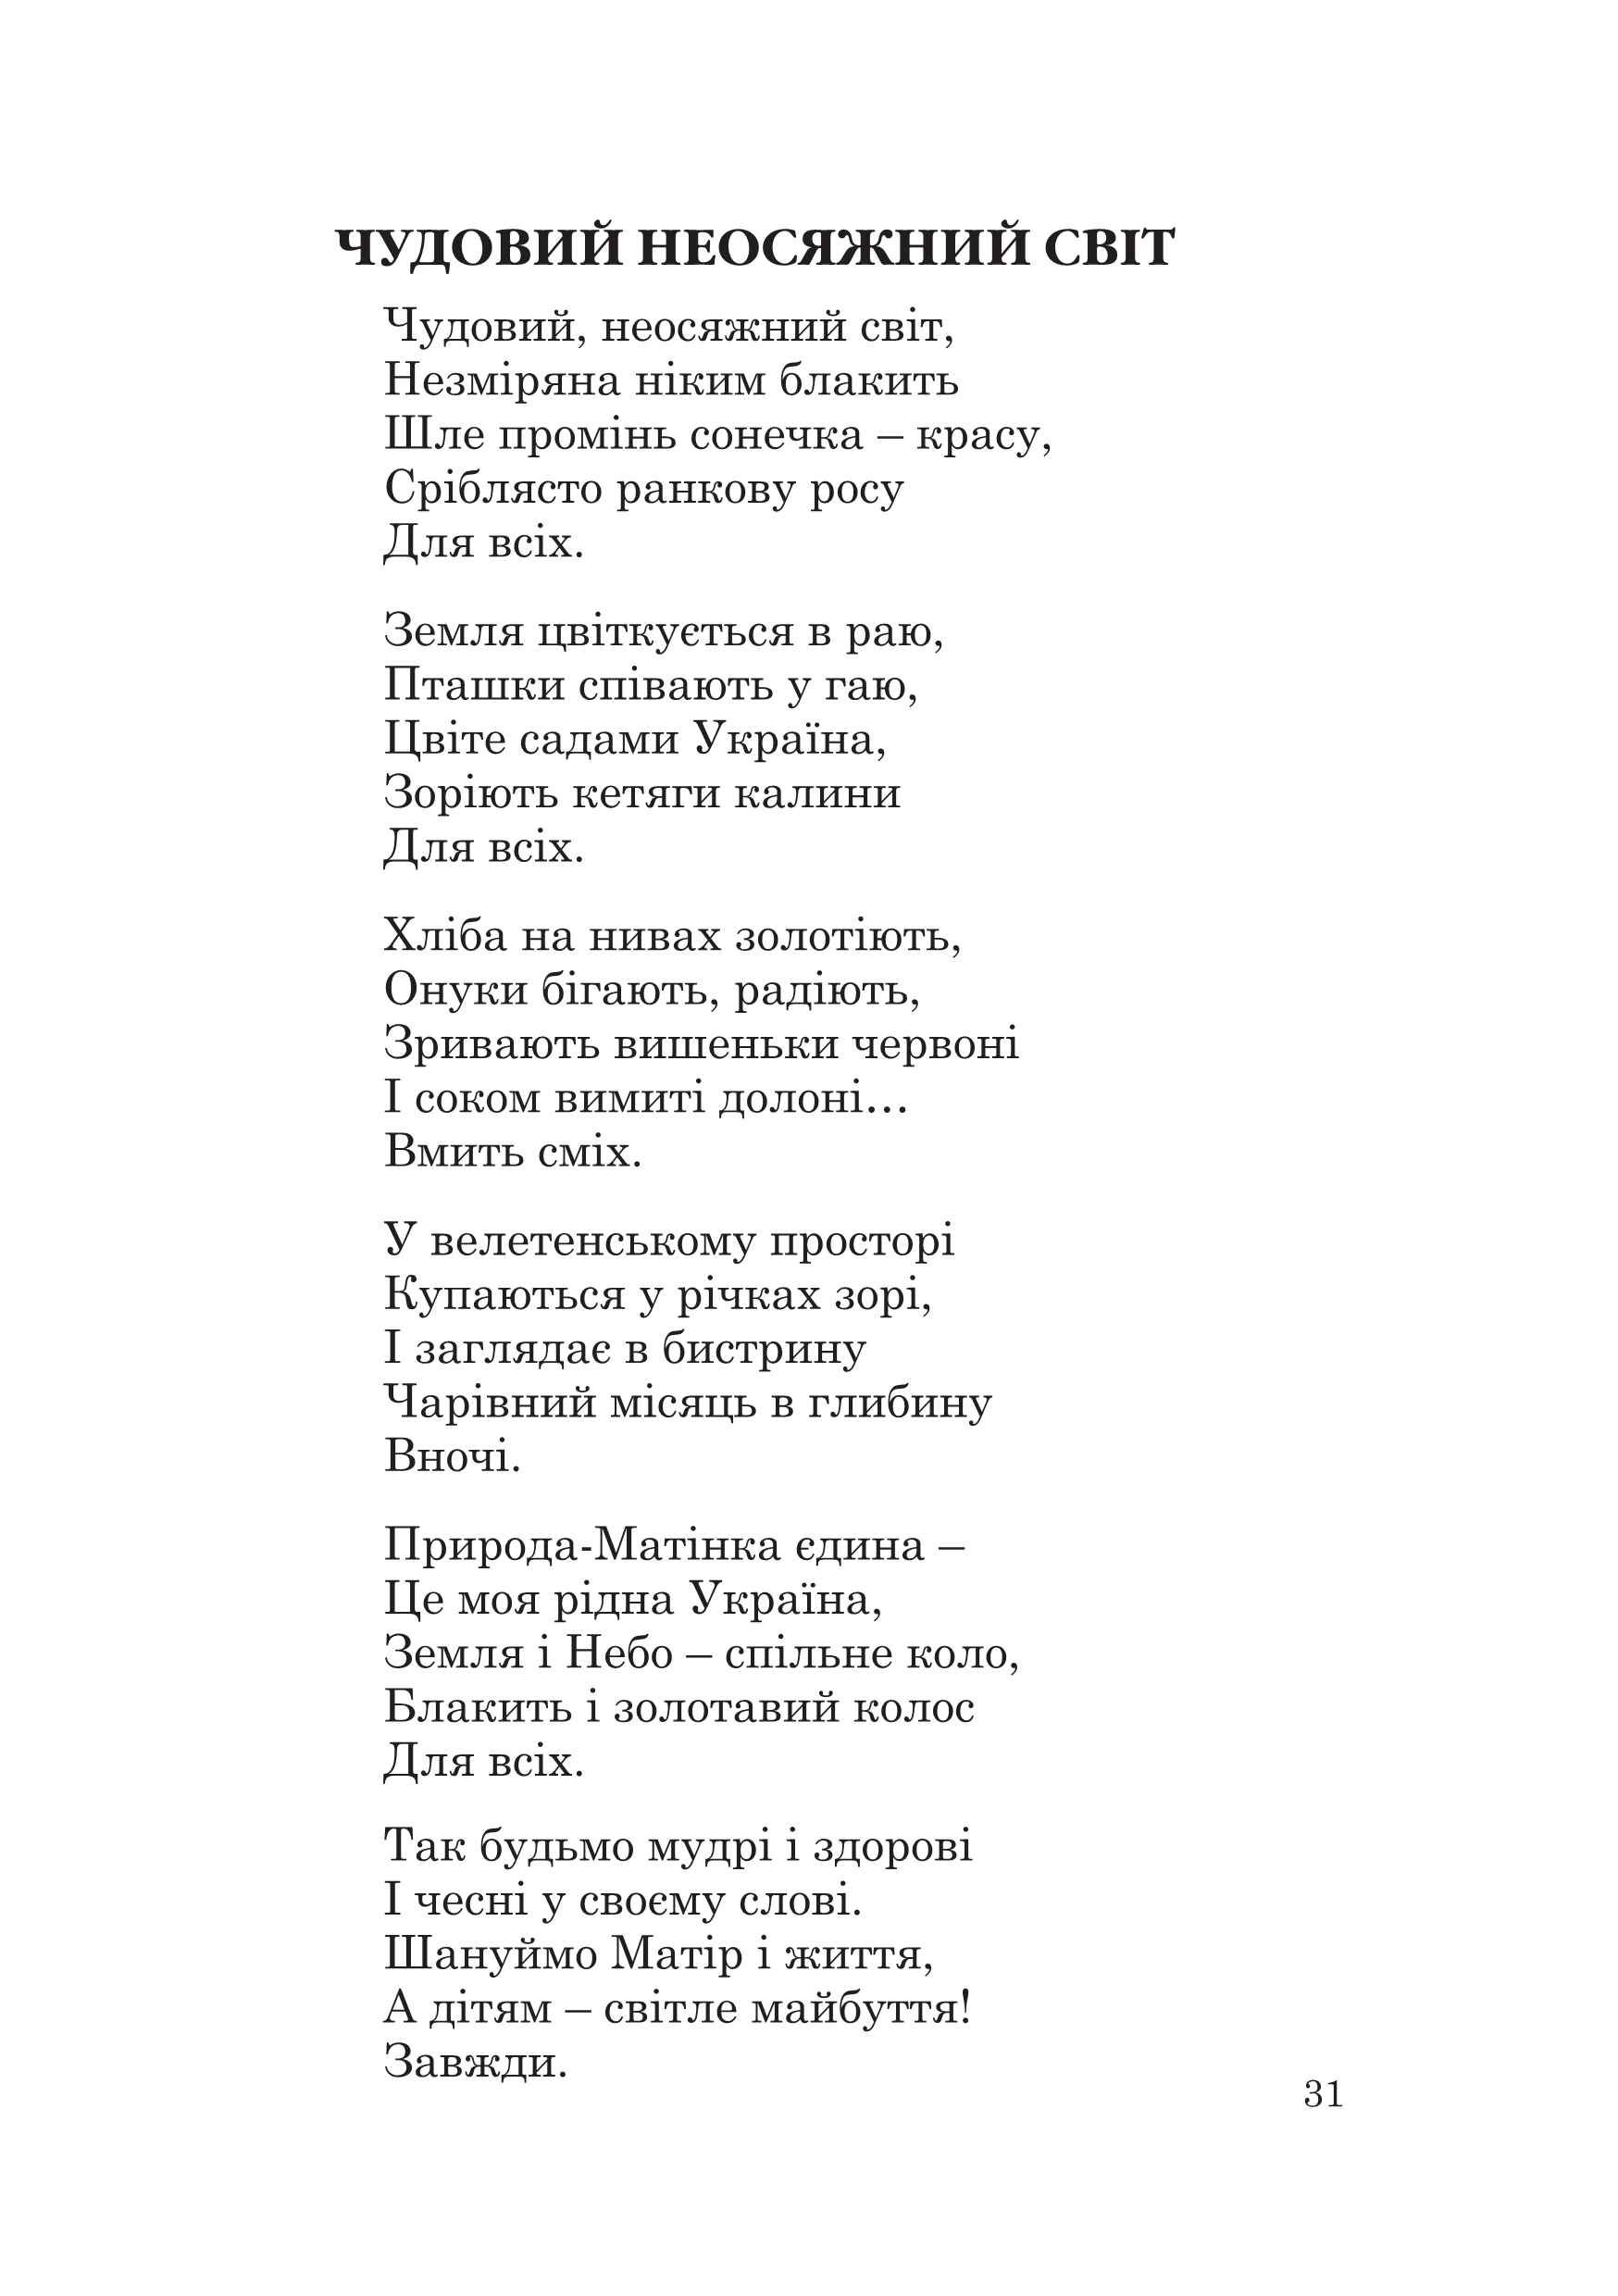 ЧУДОВИЙ НЕОСЯЖНИЙ СВІТ
Чудовий, неосяжний світ,
Незміряна ніким блакить
Шле промінь сонечка – красу,
Сріблясто ранкову росу
Для всіх.
Земля цвіткується в раю,
Пташки співають у гаю,
Цвіте садами Україна,
Зоріють кетяги калини
Для всіх.
Хліба на нивах золотіють,
Онуки бігають, радіють,
Зривають вишеньки червоні
І соком вимиті долоні…
Вмить сміх.
У велетенському просторі
Купаються у річках зорі,
І заглядає в бистрину
Чарівний місяць в глибину
Вночі.
Природа-Матінка єдина –
Це моя рідна Україна,
Земля і Небо – спільне коло,
Блакить і золотавий колос
Для всіх.
Так будьмо мудрі і здорові
І чесні у своєму слові.
Шануймо Матір і життя,
А дітям – світле майбуття!
Завжди.
31